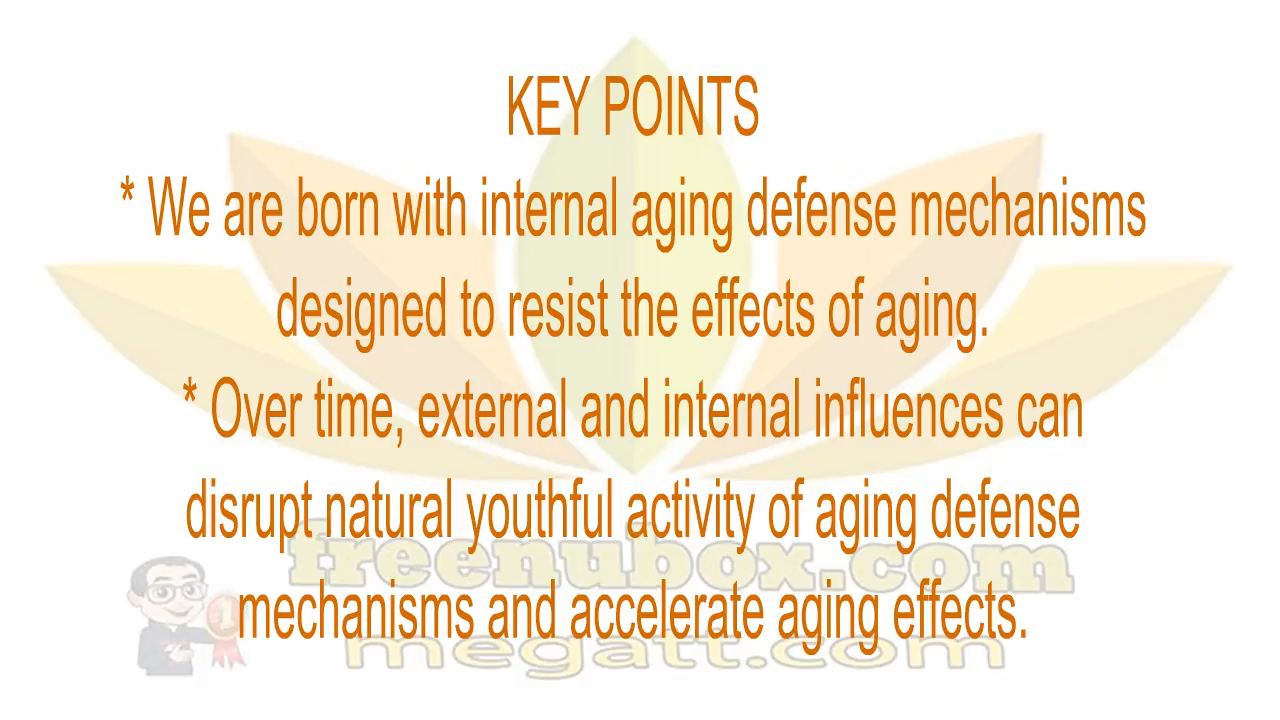 KEY POINTS
* We are born with internal aging defense mechanisms
designed to resist the effects of aging.
* Over time, external and internal influences can
disrupt natural youthful activity of aging defense
freenubox.com
mechanisms and accelerate aging effects.
1
megatt.com